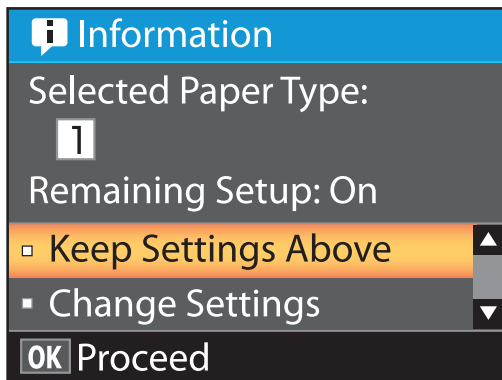 Information
Selected Paper Type:
1
Remaining Setup: On
Keep Settings Above
Change Settings
OK Proceed